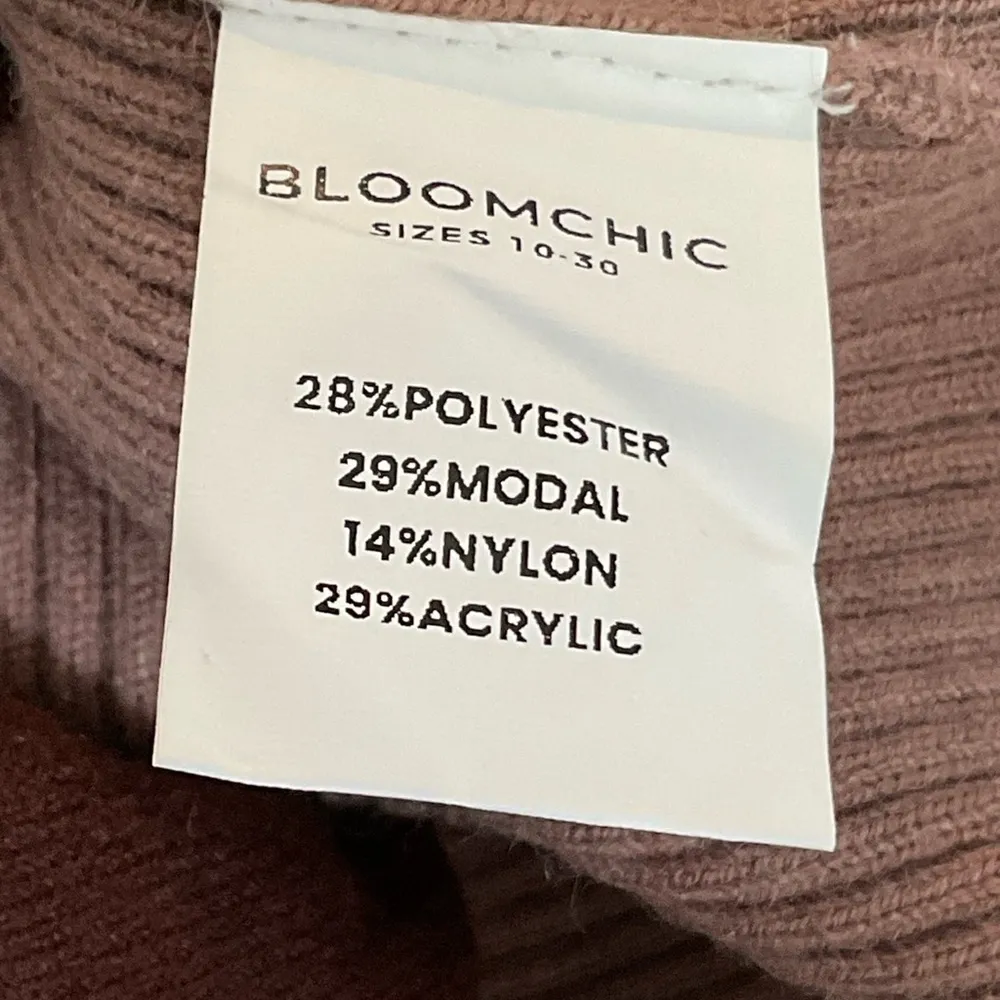 BLOOMCHIC
SIZES 10-30
28%POLYESTER
29%MODAL
14%NYLON
29%ACRYLIC